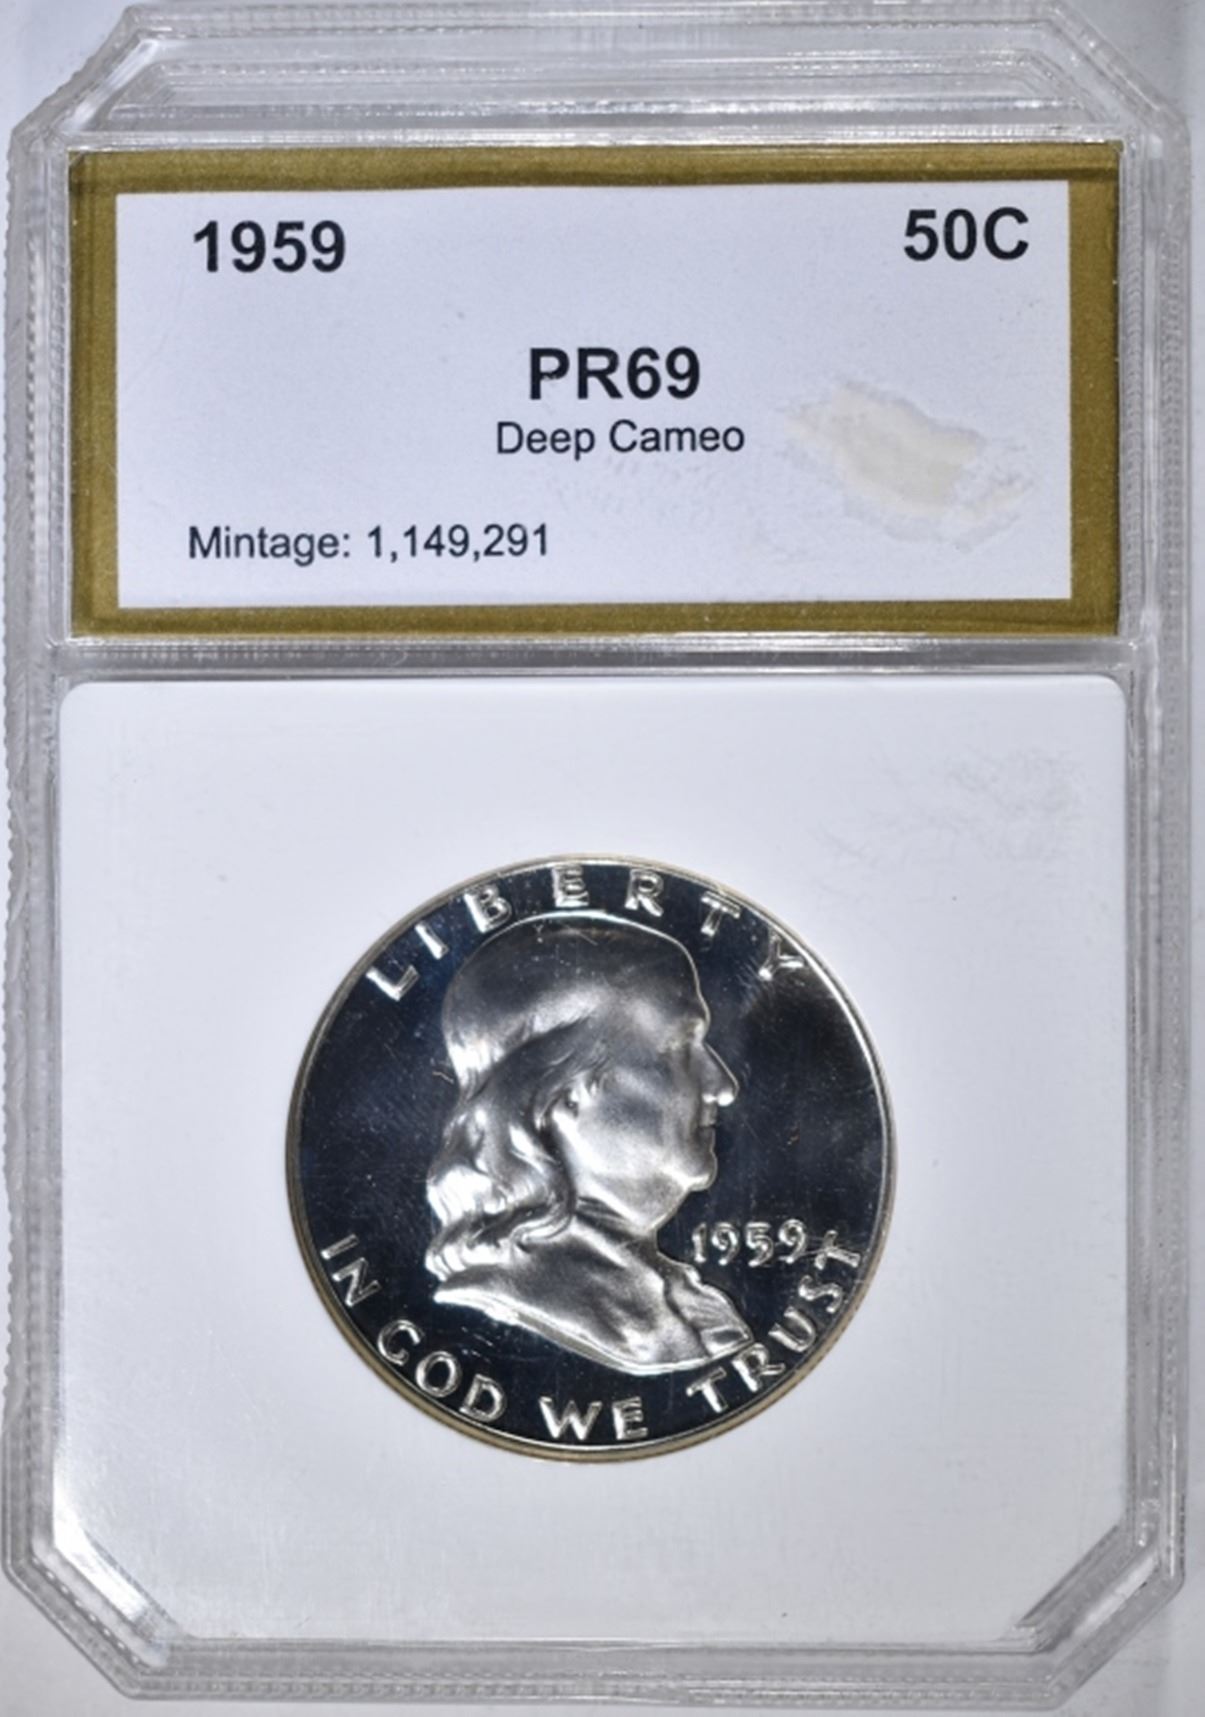 1959 50C
PR69
Deep Cameo
Mintage: 1,149,291
LIBERTY
1959
IN GOD WE TRUST